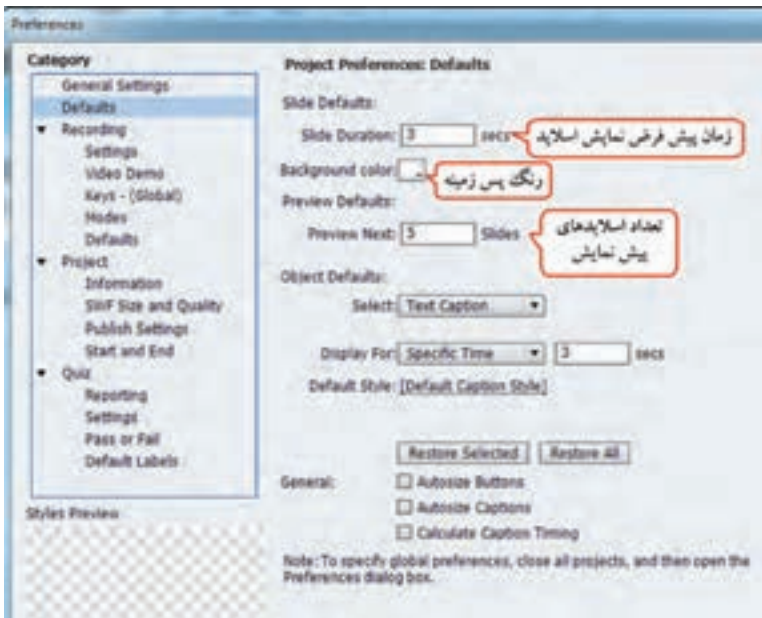 Preferences
Category
General Settings
Defaults
Recording
Settings
Video Demo
Keys - (Global)
Modes
Defaults
Project
Information
SWF Size and Quality
Publish Settings
Start and End
Quiz
Reporting
Settings
Pass or Fail
Default Labels
Styles Preview
Project Preferences: Defaults
Slide Defaults:
Slide Duration: 3 secs
زمان پیش فرض نمایش اسلاید
Background color:
رنگ پس زمینه
Preview Defaults:
Preview Next: 5 Slides
تعداد اسلایدهای
پیش نمایش
Object Defaults:
Select: Text Caption
Display For: Specific Time 3 secs
Default Style: [Default Caption Style]
Restore Selected Restore All
General: Autosize Buttons
Autosize Captions
Calculate Caption Timing
Note: To specify global preferences, close all projects, and then open the
Preferences dialog box.